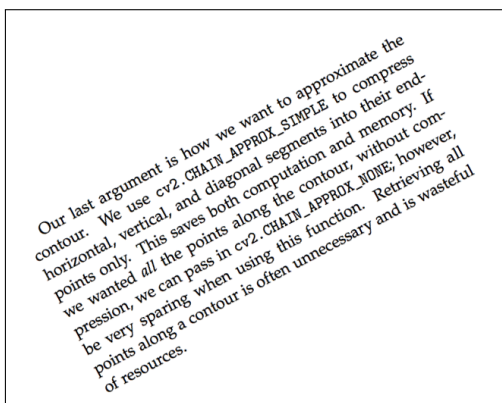 Our last argument is how we want to approximate the
contour. We use cv2.CHAIN_APPROX_SIMPLE to compress
horizontal, vertical, and diagonal segments into their end-
points only. This saves both computation and memory. If
we wanted all the points along the contour, without com-
pression, we can pass in cv2.CHAIN_APPROX_NONE; however,
be very sparing when using this function. Retrieving all
points along a contour is often unnecessary and is wasteful
of resources.